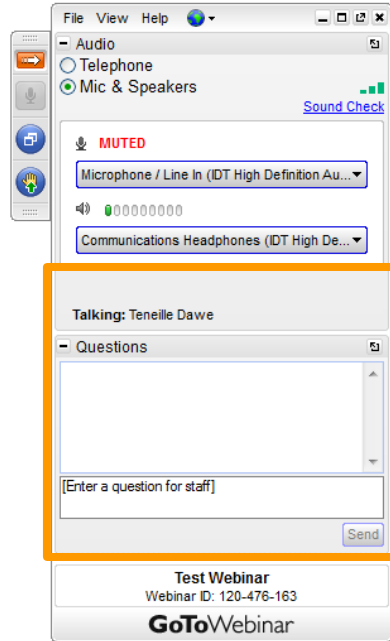 File View Help
Audio
Telephone
Mic & Speakers
Sound Check
MUTED
Microphone / Line In (IDT High Definition Au...
Communications Headphones (IDT High De...
Talking: Teneille Dawe
Questions
[Enter a question for staff]
Send
Test Webinar
Webinar ID: 120-476-163
GoToWebinar